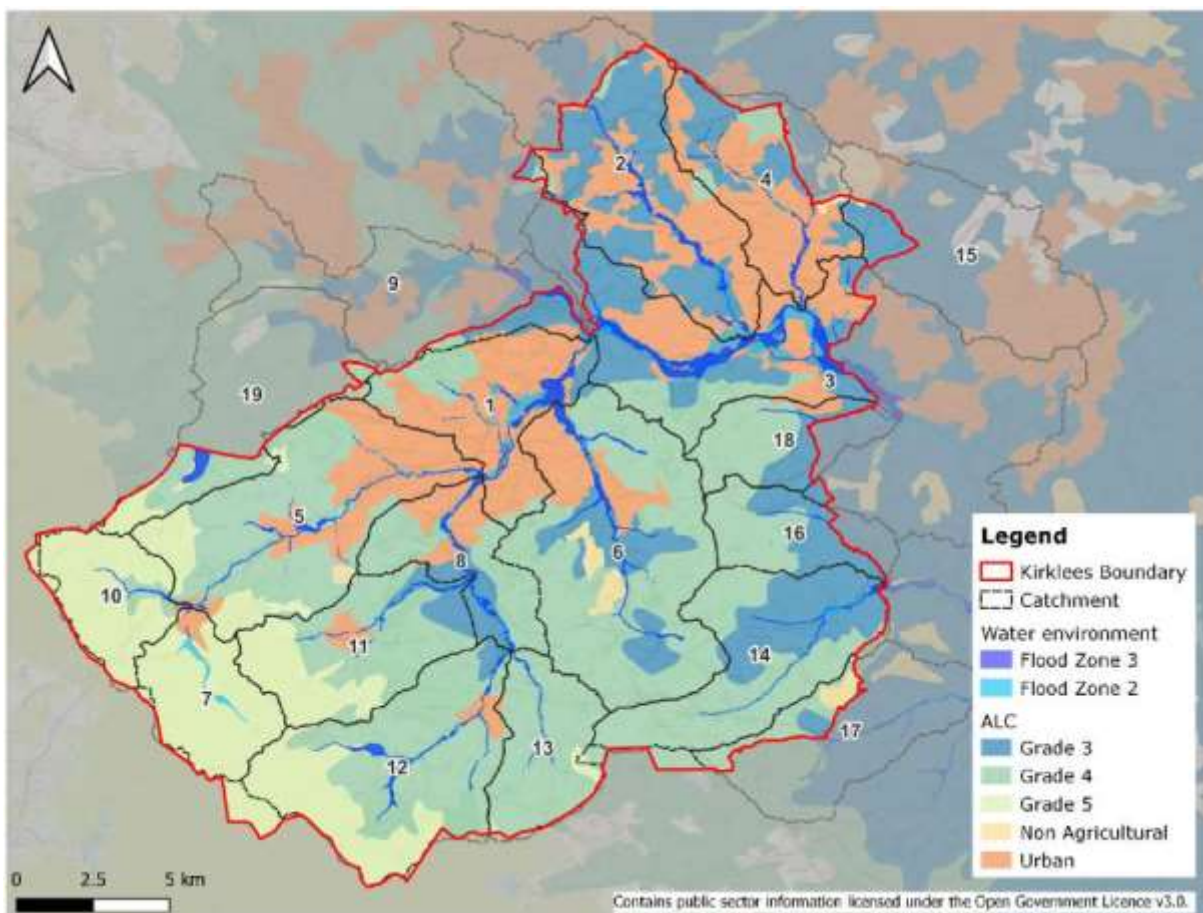 2
4
15
9
3
19
1
18
5
16
6
8
10
11
14
7
17
13
12
Legend
Kirklees Boundary
Catchment
Water environment
Flood Zone 3
Flood Zone 2
ALC
Grade 3
Grade 4
Grade 5
Non Agricultural
Urban
0 2.5 5 km
Contains public sector information licensed under the Open Government Licence v3.0.